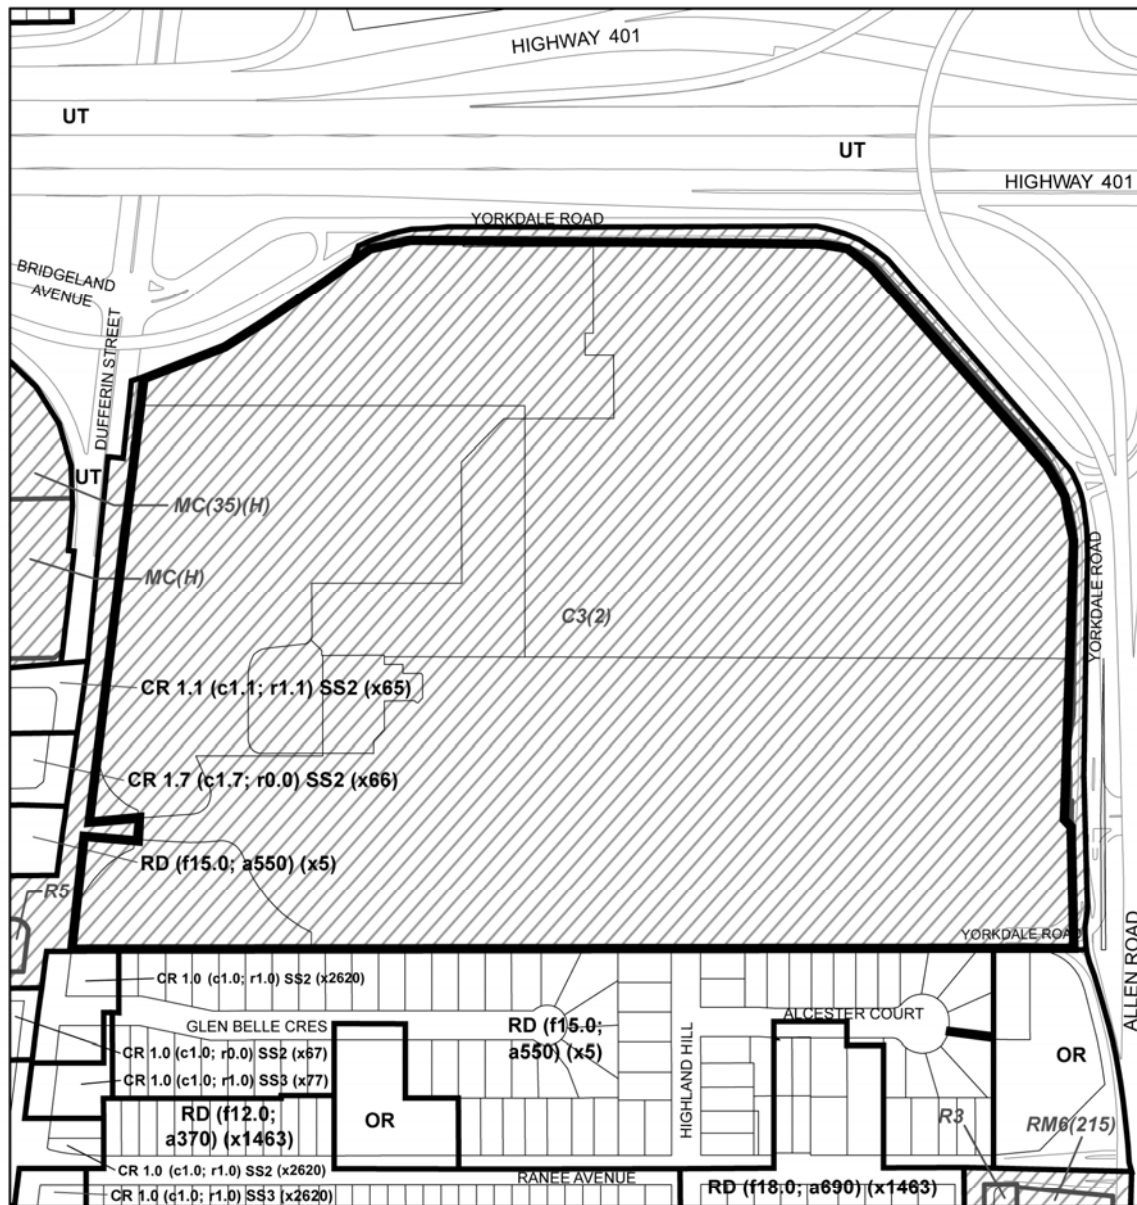 HIGHWAY 401
UT
UT
HIGHWAY 401
YORKDALE ROAD
BRIDGELAND
AVENUE
DUFFERIN STREET
UT
MC(35)(H)
MC(H)
C3(2)
YORKDALE ROAD
CR 1.1 (c1.1; r1.1) SS2 (x65)
CR 1.7 (c1.7; r0.0) SS2 (x66)
RD (f15.0; a550) (x5)
R5
YORKDALE ROAD
ALLEN ROAD
CR 1.0 (c1.0; r1.0) SS2 (x2620)
GLEN BELLE CRES
RD (f15.0;
a550) (x5)
ALCESTER COURT
HIGHLAND HILL
OR
CR 1.0 (c1.0; r0.0) SS2 (x67)
CR 1.0 (c1.0; r1.0) SS3 (x77)
RD (f12.0;
a370) (x1463)
OR
R3
RM6(215)
CR 1.0 (c1.0; r1.0) SS2 (x2620)
RANEE AVENUE
CR 1.0 (c1.0; r1.0) SS3 (x2620)
RD (f18.0; a690) (x1463)